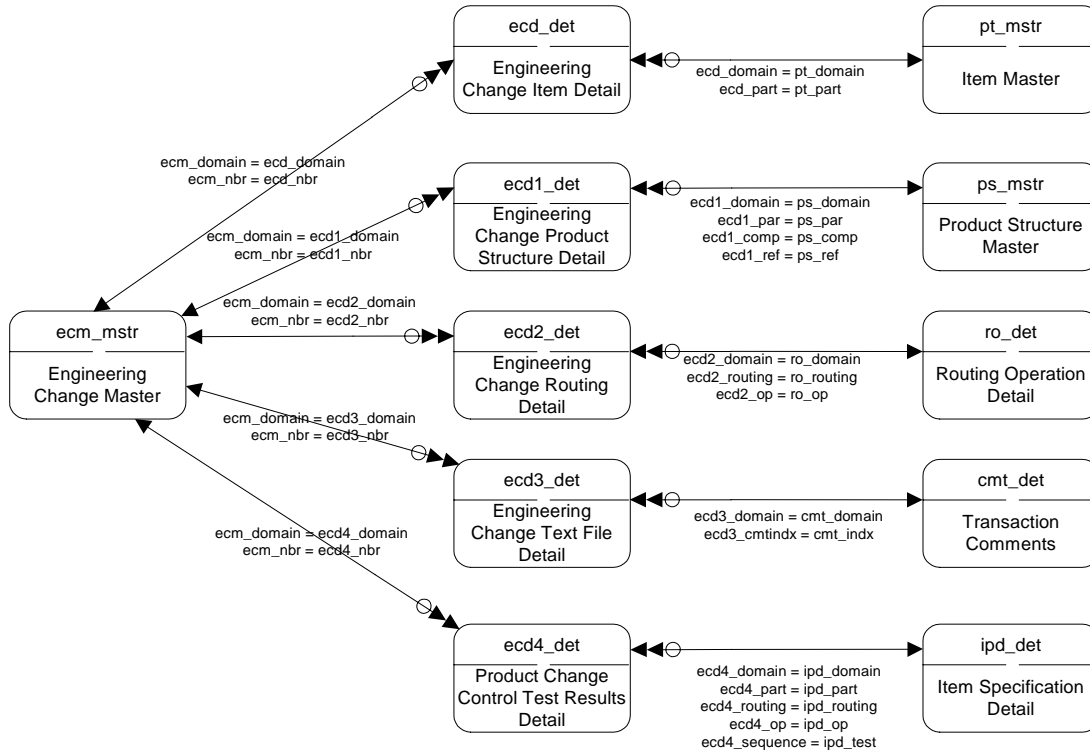 ecd_det
Engineering
Change Item Detail
ecd_domain = pt_domain
ecd_part = pt_part
pt_mstr
Item Master
ecm_domain = ecd_domain
ecm_nbr = ecd_nbr
ecd1_det
Engineering
Change Product
Structure Detail
ecd1_domain = ps_domain
ecd1_par = ps_par
ecd1_comp = ps_comp
ecd1_ref = ps_ref
ps_mstr
Product Structure
Master
ecm_domain = ecd1_domain
ecm_nbr = ecd1_nbr
ecm_mstr
Engineering
Change Master
ecm_domain = ecd2_domain
ecm_nbr = ecd2_nbr
ecd2_det
Engineering
Change Routing
Detail
ecd2_domain = ro_domain
ecd2_routing = ro_routing
ecd2_op = ro_op
ro_det
Routing Operation
Detail
ecm_domain = ecd3_domain
ecm_nbr = ecd3_nbr
ecd3_det
Engineering
Change Text File
Detail
ecd3_domain = cmt_domain
ecd3_cmtindx = cmt_indx
cmt_det
Transaction
Comments
ecm_domain = ecd4_domain
ecm_nbr = ecd4_nbr
ecd4_det
Product Change
Control Test Results
Detail
ecd4_domain = ipd_domain
ecd4_part = ipd_part
ecd4_routing = ipd_routing
ecd4_op = ipd_op
ecd4_sequence = ipd_test
ipd_det
Item Specification
Detail